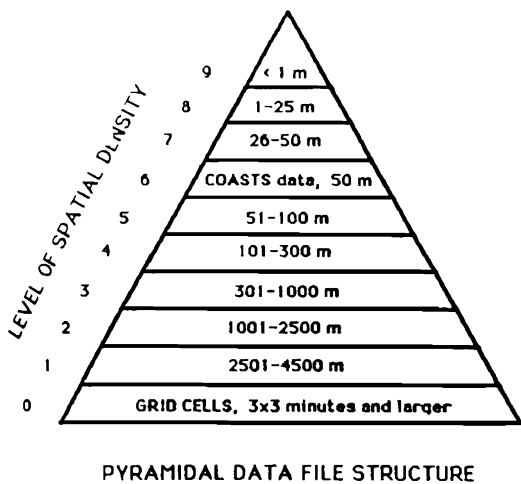 9 < 1 m
8 1-25 m
7 26-50 m
6 COASTS data, 50 m
5 51-100 m
4 101-300 m
3 301-1000 m
2 1001-2500 m
1 2501-4500 m
0 GRID CELLS, 3x3 minutes and larger
LEVEL OF SPATIAL DENSITY
PYRAMIDAL DATA FILE STRUCTURE